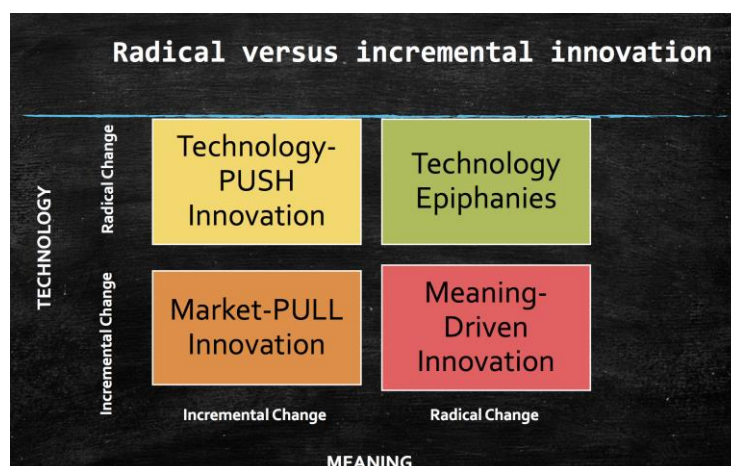 Radical versus incremental innovation
TECHNOLOGY
Radical Change
Technology-
PUSH
Innovation
Technology
Epiphanies
Incremental Change
Market-PULL
Innovation
Meaning-
Driven
Innovation
Incremental Change
Radical Change
MEANING